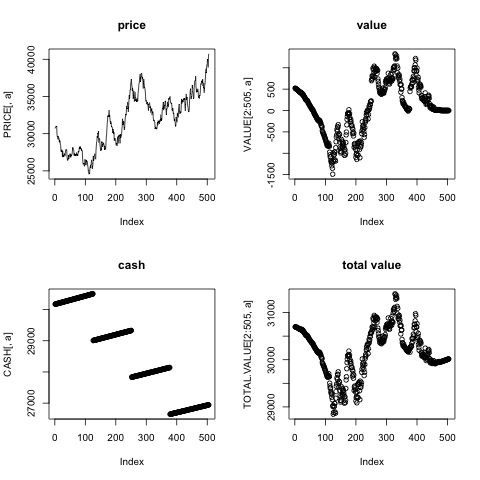 price
value
PRICE[, a]
25000 30000 35000 40000
0 100 200 300 400 500
Index
VALUE[2:505, a]
-1500 -500 0 500
0 100 200 300 400 500
Index
cash
total value
CASH[, a]
27000 29000
0 100 200 300 400 500
Index
TOTAL.VALUE[2:505, a]
29000 30000 31000
0 100 200 300 400 500
Index